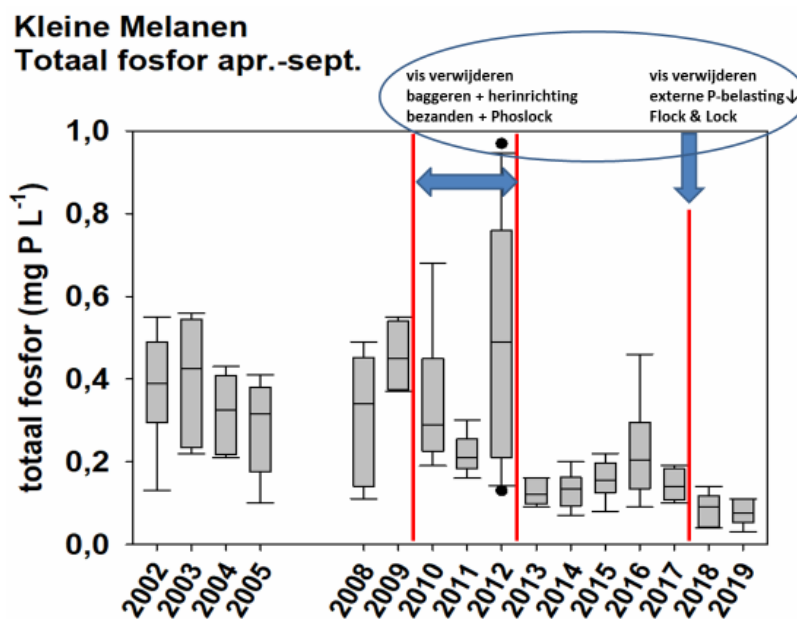 Kleine Melanen
Totaal fosfor apr.-sept.
vis verwijderen
baggeren + herinrichting
bezanden + Phoslock
vis verwijderen
externe P-belasting↓
Flock & Lock
totaal fosfor (mg P L⁻¹)
1,0
0,8
0,6
0,4
0,2
0,0
2002
2003
2004
2005
2008
2009
2010
2011
2012
2013
2014
2015
2016
2017
2018
2019